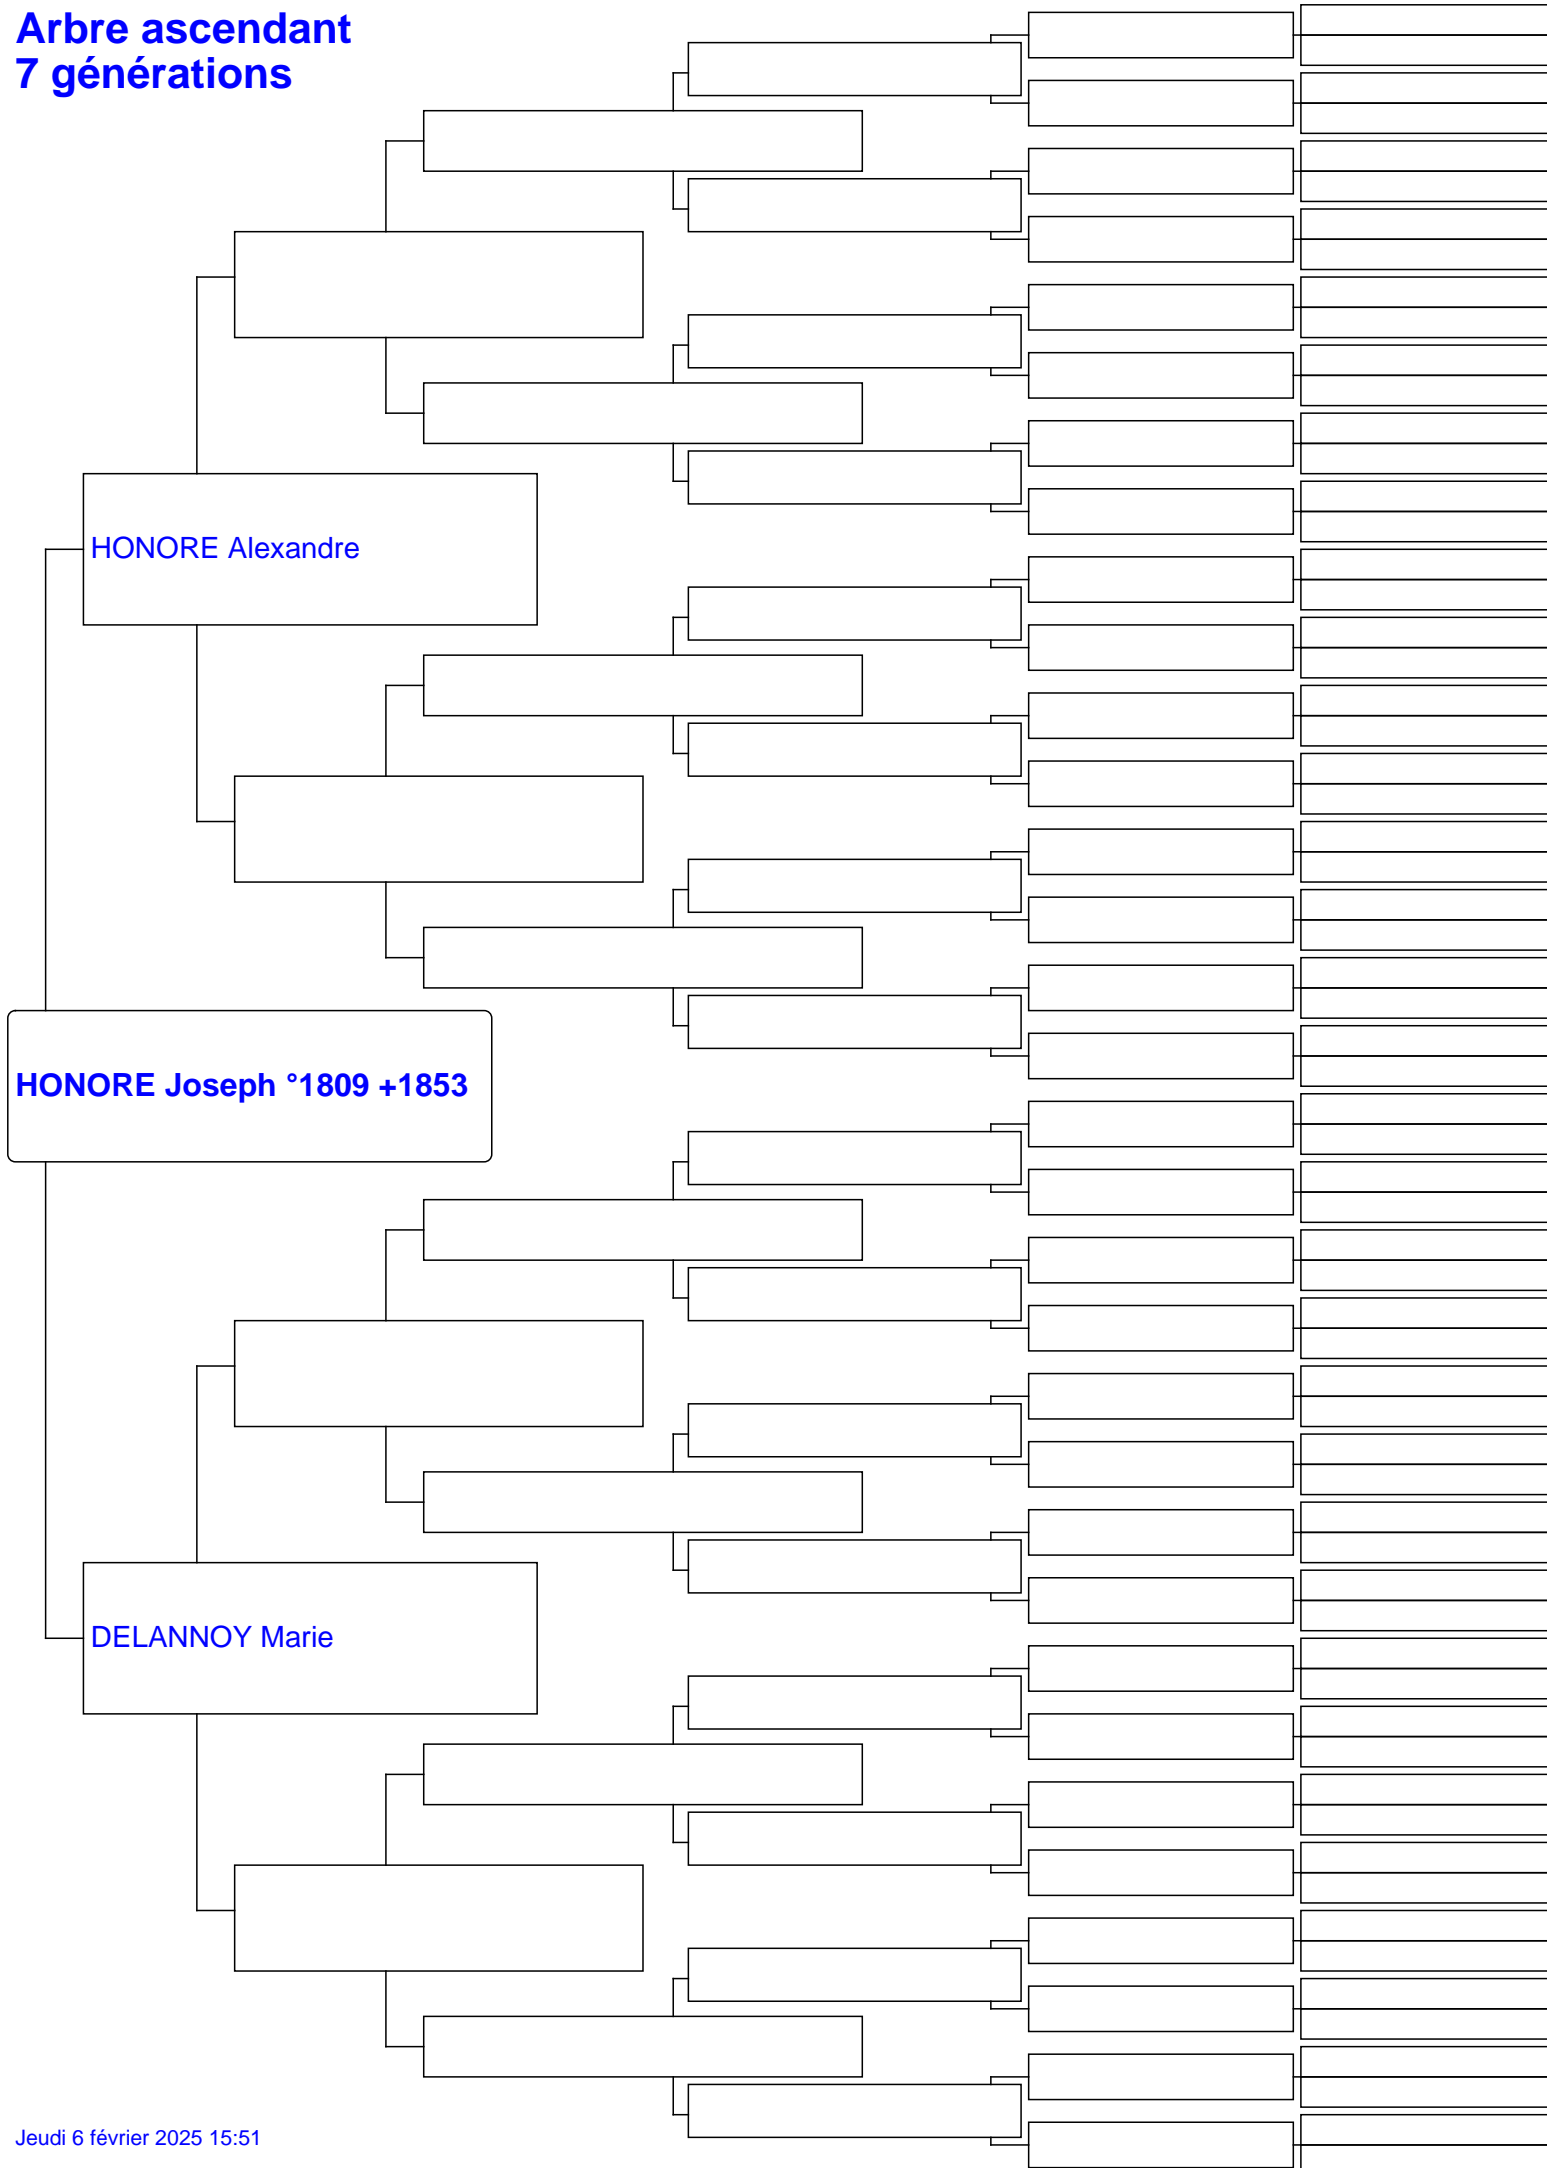 Arbre ascendant
7 générations
HONORE Alexandre
HONORE Joseph °1809 +1853
DELANNOY Marie
Jeudi 6 février 2025 15:51